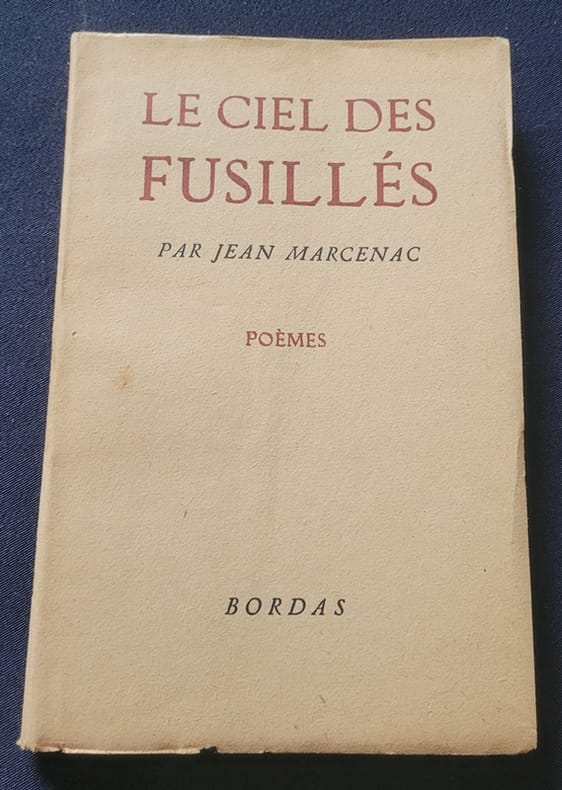 LE CIEL DES
FUSILLÉS
PAR JEAN MARCENAC
POÈMES
BORDAS